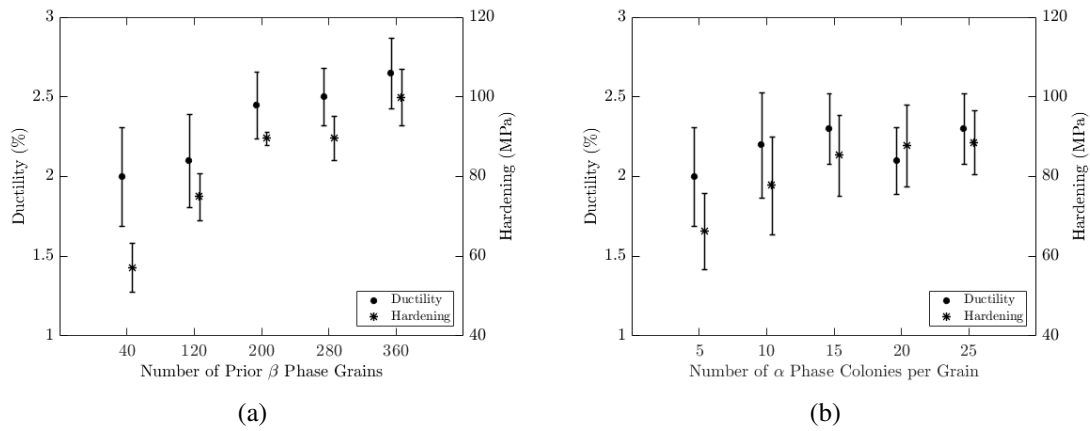 3
2.5
2
1.5
1
Ductility (%)
120
100
80
60
40
Hardening (MPa)
Ductility
Hardening
40 120 200 280 360
Number of Prior β Phase Grains
(a)
3
2.5
2
1.5
1
Ductility (%)
120
100
80
60
40
Hardening (MPa)
Ductility
Hardening
5 10 15 20 25
Number of α Phase Colonies per Grain
(b)